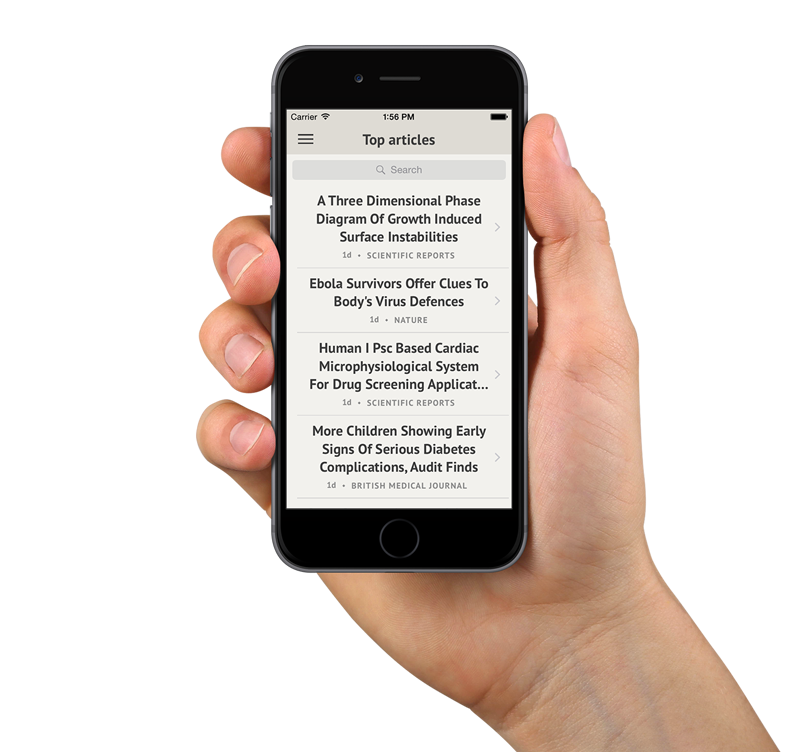 Carrier 1:56 PM
Top articles
Search
A Three Dimensional Phase
Diagram Of Growth Induced
Surface Instabilities
1d • SCIENTIFIC REPORTS
Ebola Survivors Offer Clues To
Body's Virus Defences
1d • NATURE
Human I Psc Based Cardiac
Microphysiological System
For Drug Screening Applicat...
1d • SCIENTIFIC REPORTS
More Children Showing Early
Signs Of Serious Diabetes
Complications, Audit Finds
1d • BRITISH MEDICAL JOURNAL